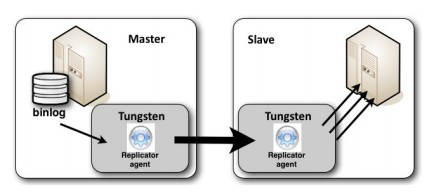 Master
Slave
binlog
Tungsten
Replicator
agent
Tungsten
Replicator
agent